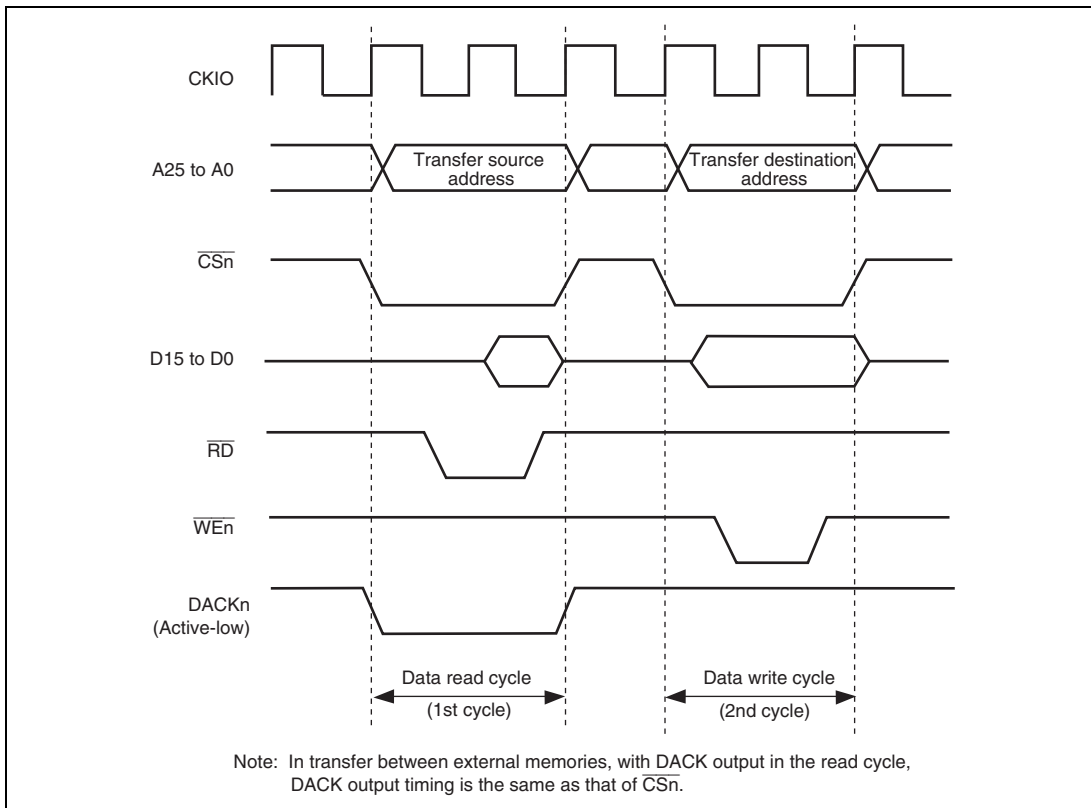 CKIO
A25 to A0
Transfer source
address
Transfer destination
address
CSn
D15 to D0
RD
WEn
DACKn
(Active-low)
Data read cycle
(1st cycle)
Data write cycle
(2nd cycle)
Note: In transfer between external memories, with DACK output in the read cycle,
DACK output timing is the same as that of CSn.